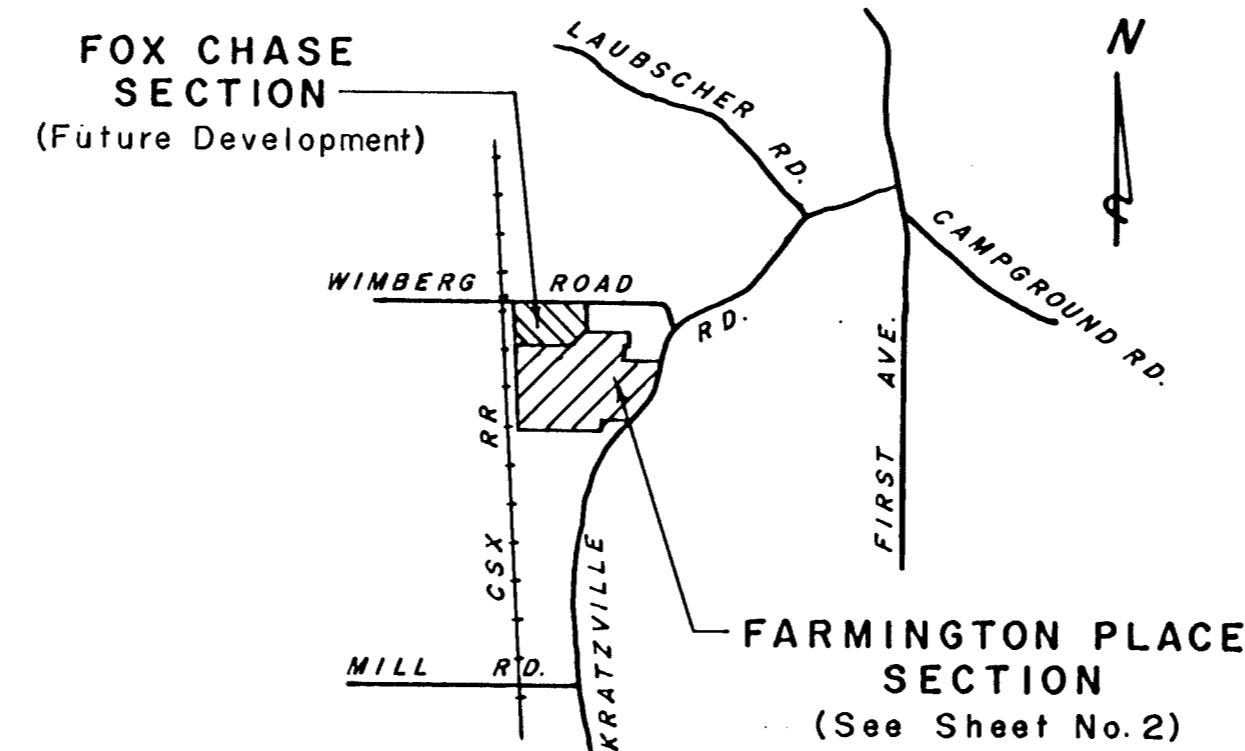 FOX CHASE
SECTION
(Future Development)
LAUBSCHER RD.
N
CAMPGROUND RD.
WIMBERG ROAD
RD.
FIRST AVE.
CSX RR
KRATZVILLE
MILL RD.
FARMINGTON PLACE
SECTION
(See Sheet No. 2)